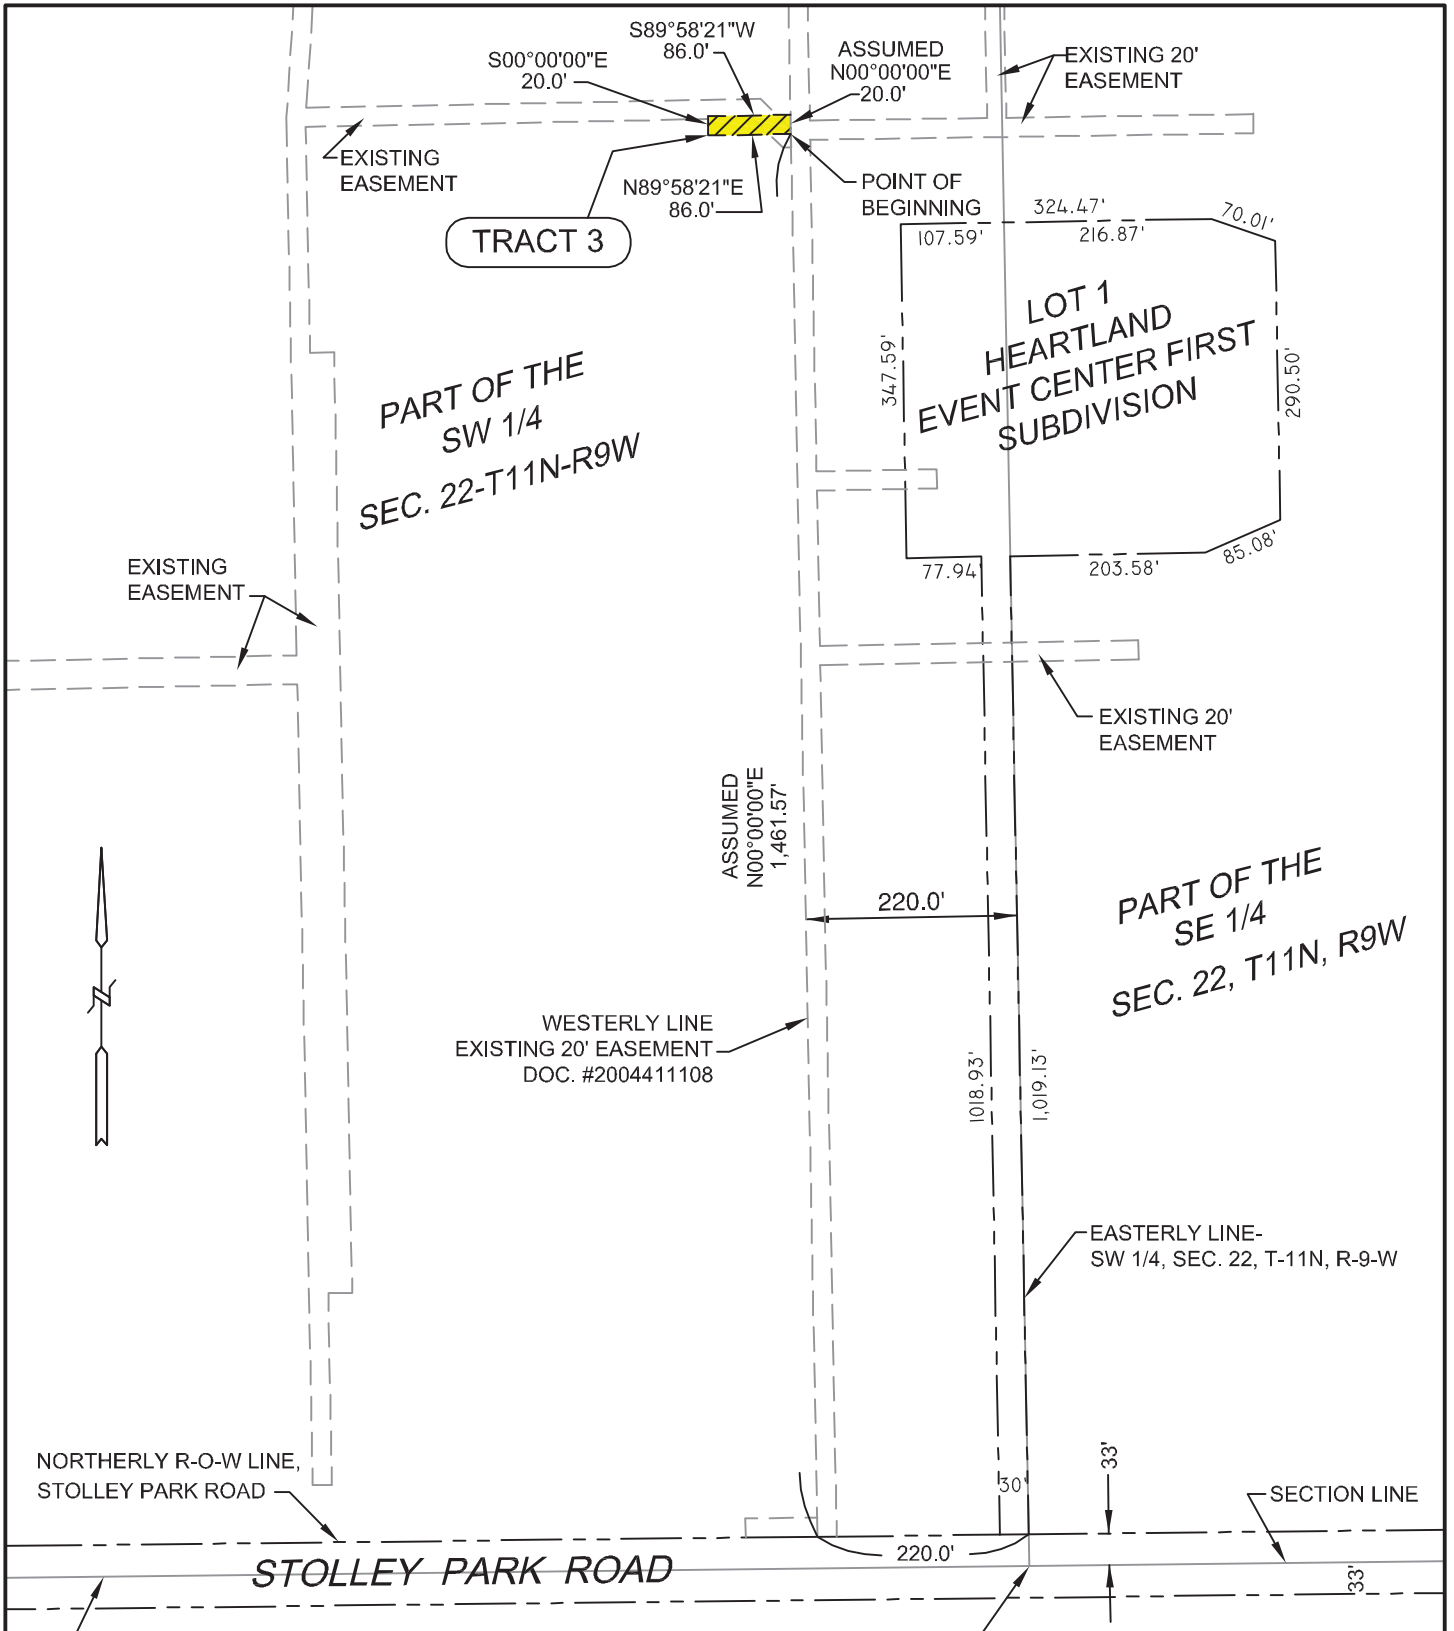 S89°58'21"W
86.0'
S00°00'00"E
20.0'
ASSUMED
N00°00'00"E
20.0'
EXISTING 20'
EASEMENT
EXISTING
EASEMENT
N89°58'21"E
86.0'
POINT OF
BEGINNING
TRACT 3
324.47'
107.59'
216.87'
70.01'
LOT 1
HEARTLAND
EVENT CENTER FIRST
SUBDIVISION
347.59'
290.50'
PART OF THE
SW 1/4
SEC. 22-T11N-R9W
77.94'
203.58'
85.08'
EXISTING
EASEMENT
EXISTING 20'
EASEMENT
ASSUMED
N00°00'00"E
1,461.57'
220.0'
PART OF THE
SE 1/4
SEC. 22, T11N, R9W
WESTERLY LINE
EXISTING 20' EASEMENT
DOC. #2004411108
1018.93'
1,019.13'
EASTERLY LINE-
SW 1/4, SEC. 22, T-11N, R-9-W
NORTHERLY R-O-W LINE,
STOLLEY PARK ROAD
30'
33'
SECTION LINE
220.0'
STOLLEY PARK ROAD
33'